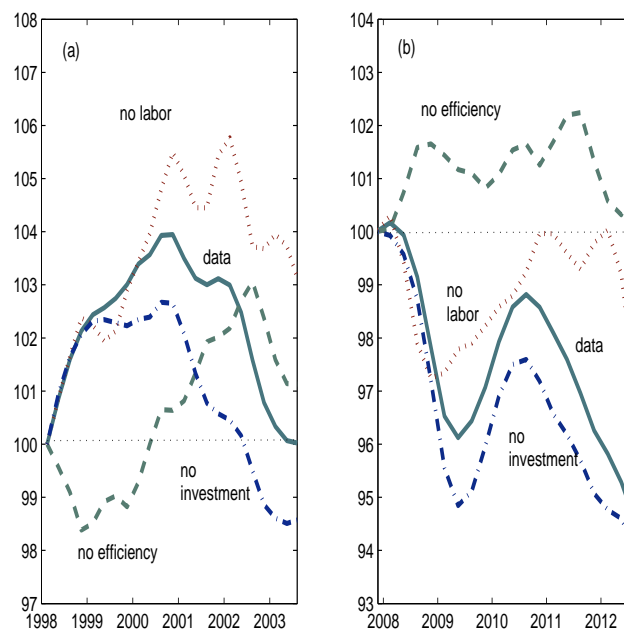 108
107
106
105
104
103
102
101
100
99
98
97
1998
1999
2000
2001
2002
2003
(a)
no labor
data
no
investment
no efficiency
104
103
102
101
100
99
98
97
96
95
94
93
2008
2009
2010
2011
2012
(b)
no efficiency
no
labor
data
no
investment